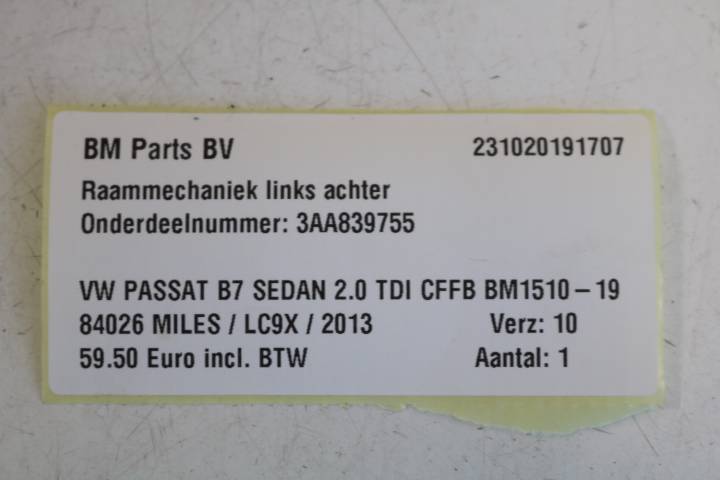 BM Parts BV 231020191707
Raammechaniek links achter
Onderdeelnummer: 3AA839755
VW PASSAT B7 SEDAN 2.0 TDI CFFB BM1510-19
84026 MILES / LC9X / 2013 Verz: 10
59.50 Euro incl. BTW Aantal: 1